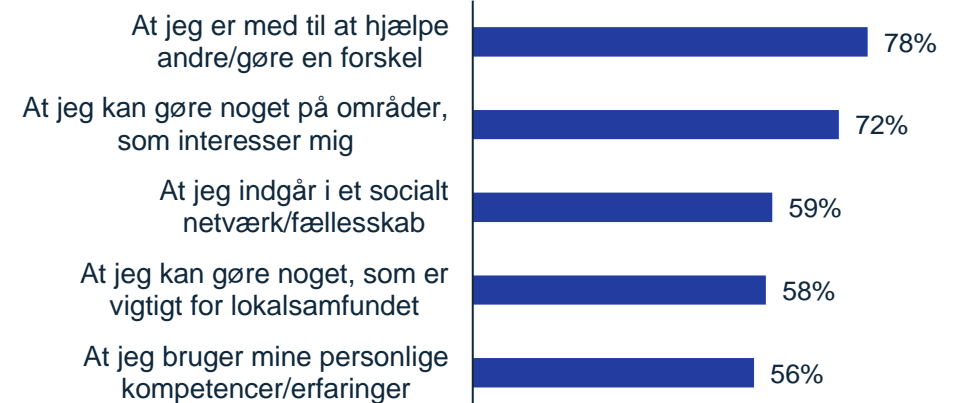 At jeg er med til at hjælpe
andre/gøre en forskel
78%
At jeg kan gøre noget på områder,
som interesser mig
72%
At jeg indgår i et socialt
netværk/fællesskab
59%
At jeg kan gøre noget, som er
vigtigt for lokalsamfundet
58%
At jeg bruger mine personlige
kompetencer/erfaringer
56%